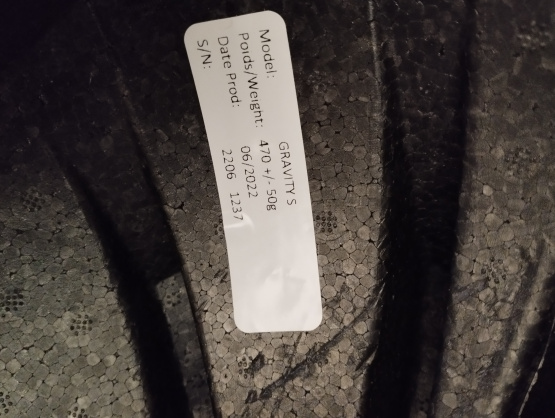 Model: GRAVITY S
Poids/Weight: 470 +/- 50g
Date Prod: 06/2022
S/N: 2206 1237